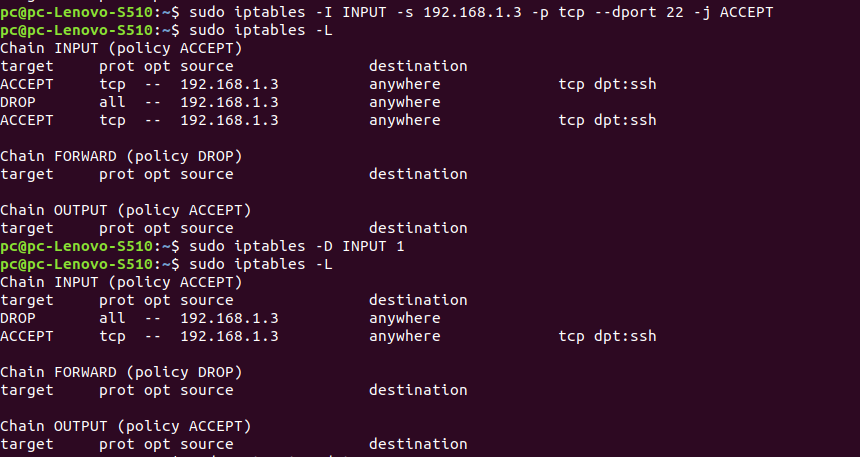 pc@pc-Lenovo-S510:~$ sudo iptables -I INPUT -s 192.168.1.3 -p tcp --dport 22 -j ACCEPT
pc@pc-Lenovo-S510:~$ sudo iptables -L
Chain INPUT (policy ACCEPT)
target     prot opt source               destination
ACCEPT     tcp  --  192.168.1.3          anywhere             tcp dpt:ssh
DROP       all  --  192.168.1.3          anywhere
ACCEPT     tcp  --  192.168.1.3          anywhere             tcp dpt:ssh

Chain FORWARD (policy DROP)
target     prot opt source               destination

Chain OUTPUT (policy ACCEPT)
target     prot opt source               destination
pc@pc-Lenovo-S510:~$ sudo iptables -D INPUT 1
pc@pc-Lenovo-S510:~$ sudo iptables -L
Chain INPUT (policy ACCEPT)
target     prot opt source               destination
DROP       all  --  192.168.1.3          anywhere
ACCEPT     tcp  --  192.168.1.3          anywhere             tcp dpt:ssh

Chain FORWARD (policy DROP)
target     prot opt source               destination

Chain OUTPUT (policy ACCEPT)
target     prot opt source               destination